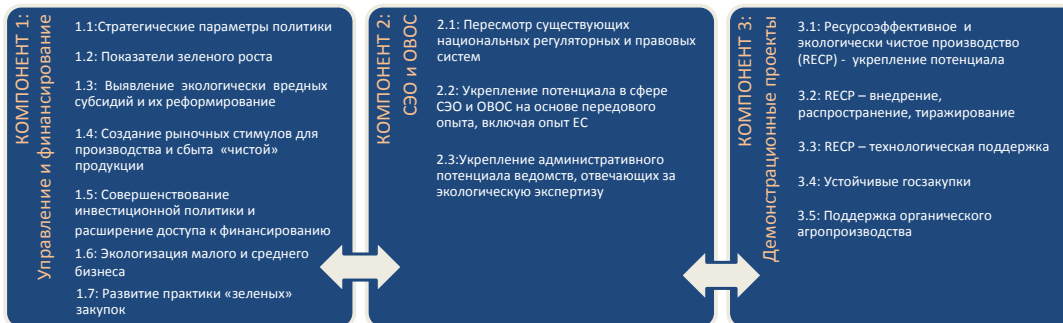 КОМПОНЕНТ 1:
Управление и финансирование
1.1:Стратегические параметры политики
1.2: Показатели зеленого роста
1.3: Выявление экологически вредных
субсидий и их реформирование
1.4: Создание рыночных стимулов для
производства и сбыта «чистой»
продукции
1.5: Совершенствование
инвестиционной политики и
расширение доступа к финансированию
1.6: Экологизация малого и среднего
бизнеса
1.7: Развитие практики «зеленых»
закупок
КОМПОНЕНТ 2:
СЭО и ОВОС
2.1: Пересмотр существующих
национальных регуляторных и правовых
систем
2.2: Укрепление потенциала в сфере
СЭО и ОВОС на основе передового
опыта, включая опыт ЕС
2.3:Укрепление административного
потенциала ведомств, отвечающих за
экологическую экспертизу
КОМПОНЕНТ 3:
Демонстрационные проекты
3.1: Ресурсоэффективное и
экологически чистое производство
(RECP) - укрепление потенциала
3.2: RECP – внедрение,
распространение, тиражирование
3.3: RECP – технологическая поддержка
3.4: Устойчивые госзакупки
3.5: Поддержка органического
агропроизводства